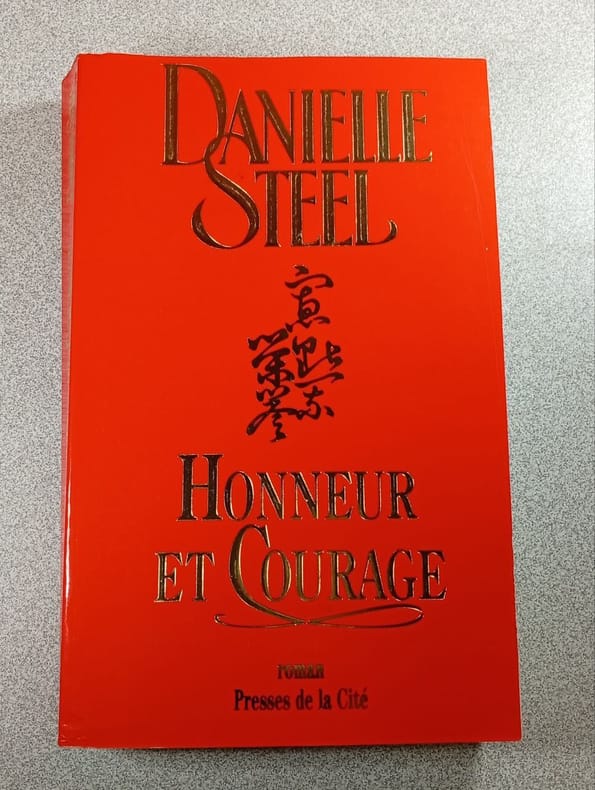 DANIELLE
STEEL
HONNEUR
ET COURAGE
roman
Presses de la Cité